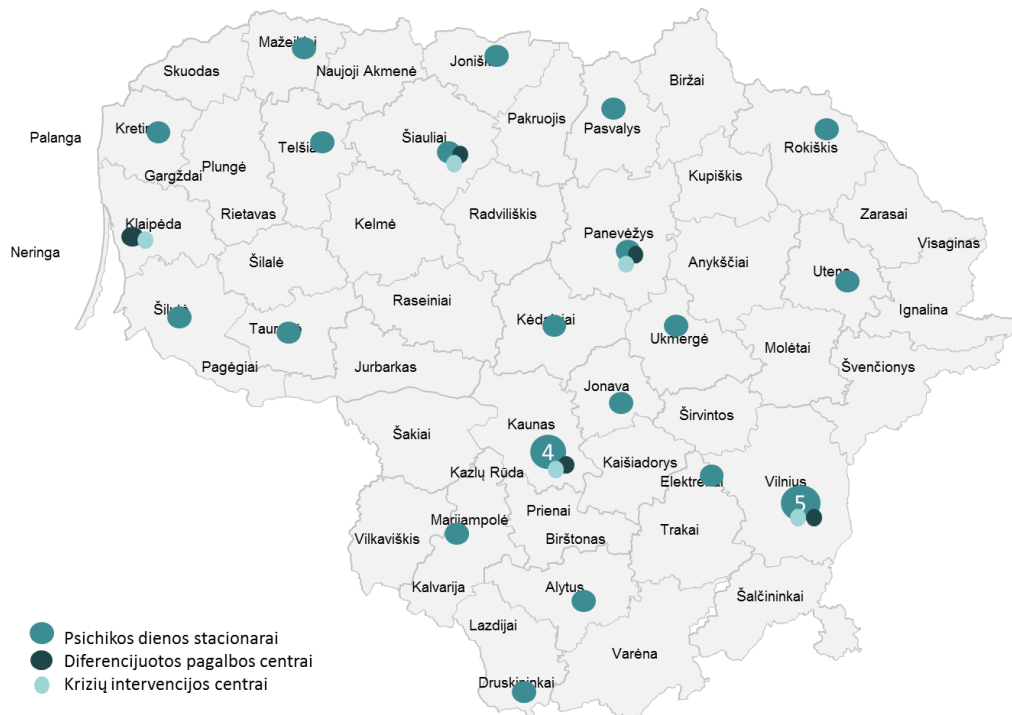 Mažeikiai
Skuodas
Naujoji Akmenė
Joniškis
Biržai
Pakruojis
Pasvalys
Palanga
Kretinga
Telšiai
Šiauliai
Rokiškis
Plungė
Gargždai
Kupiškis
Klaipėda
Rietavas
Kelmė
Radviliškis
Panevėžys
Zarasai
Visaginas
Neringa
Šilalė
Anykščiai
Utena
Šilutė
Tauragė
Raseiniai
Kėdainiai
Ukmergė
Ignalina
Molėtai
Pagėgiai
Jurbarkas
Švenčionys
Jonava
Širvintos
Šakiai
Kaunas
4
Kaišiadorys
Kazlų Rūda
Elektrėnai
Vilnius
5
Marijampolė
Prienai
Vilkaviškis
Birštonas
Trakai
Kalvarija
Alytus
Šalčininkai
Lazdijai
Varėna
Druskininkai
Psichikos dienos stacionarai
Diferencijuotos pagalbos centrai
Krizių intervencijos centrai